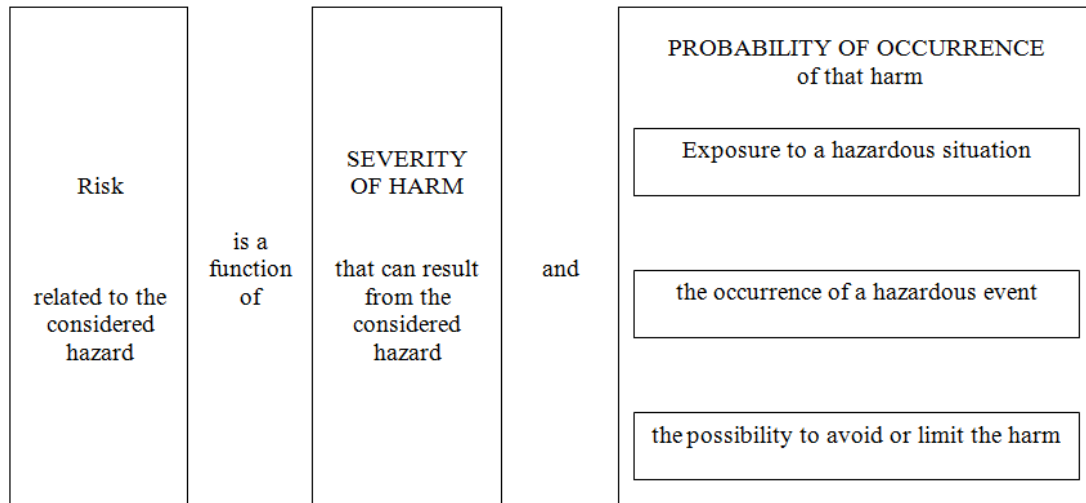 Risk
related to the
considered
hazard
is a
function
of
SEVERITY
OF HARM
that can result
from the
considered
hazard
and
PROBABILITY OF OCCURRENCE
of that harm
Exposure to a hazardous situation
the occurrence of a hazardous event
the possibility to avoid or limit the harm